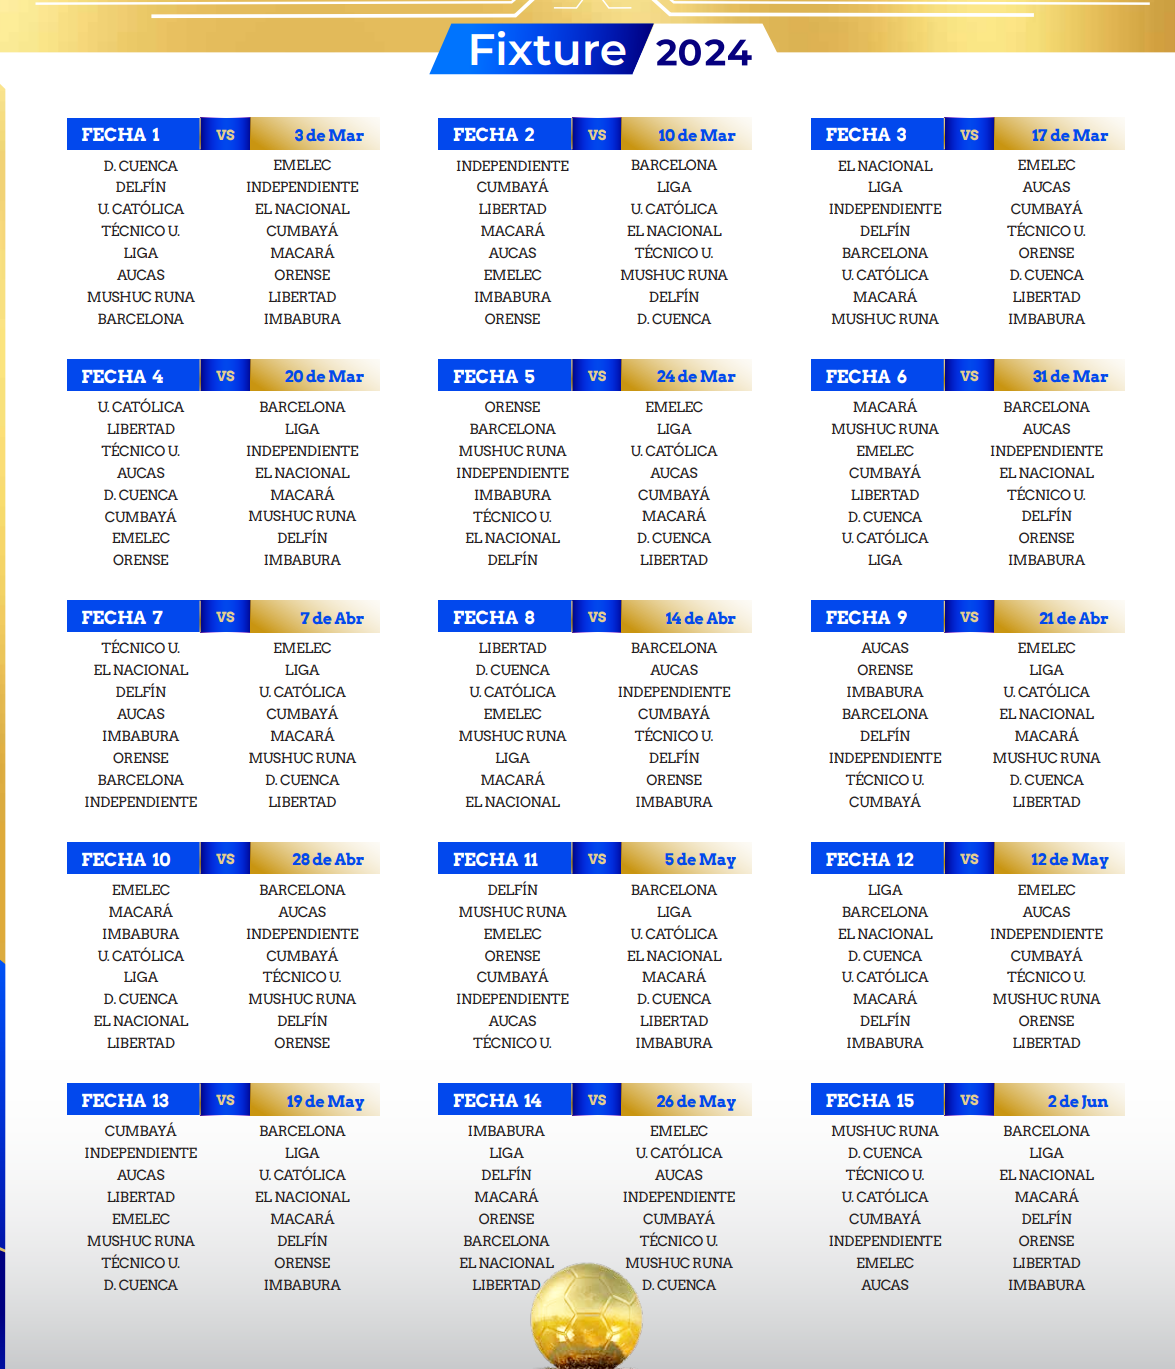 Fixture 2024
FECHA 1 VS 3 de Mar
D. CUENCA EMELEC
DELFÍN INDEPENDIENTE
U. CATÓLICA EL NACIONAL
TÉCNICO U. CUMBAYÁ
LIGA MACARÁ
AUCAS ORENSE
MUSHUC RUNA LIBERTAD
BARCELONA IMBABURA
FECHA 2 VS 10 de Mar
INDEPENDIENTE BARCELONA
CUMBAYÁ LIGA
LIBERTAD U. CATÓLICA
MACARÁ EL NACIONAL
AUCAS TÉCNICO U.
EMELEC MUSHUC RUNA
IMBABURA DELFÍN
ORENSE D. CUENCA
FECHA 3 VS 17 de Mar
EL NACIONAL EMELEC
LIGA AUCAS
INDEPENDIENTE CUMBAYÁ
DELFÍN TÉCNICO U.
BARCELONA ORENSE
U. CATÓLICA D. CUENCA
MACARÁ LIBERTAD
MUSHUC RUNA IMBABURA
FECHA 4 VS 20 de Mar
U. CATÓLICA BARCELONA
LIBERTAD LIGA
TÉCNICO U. INDEPENDIENTE
AUCAS EL NACIONAL
D. CUENCA MACARÁ
CUMBAYÁ MUSHUC RUNA
EMELEC DELFÍN
ORENSE IMBABURA
FECHA 5 VS 24 de Mar
ORENSE EMELEC
BARCELONA LIGA
MUSHUC RUNA U. CATÓLICA
INDEPENDIENTE AUCAS
IMBABURA CUMBAYÁ
TÉCNICO U. MACARÁ
EL NACIONAL D. CUENCA
DELFÍN LIBERTAD
FECHA 6 VS 31 de Mar
MACARÁ BARCELONA
MUSHUC RUNA AUCAS
EMELEC INDEPENDIENTE
CUMBAYÁ EL NACIONAL
LIBERTAD TÉCNICO U.
D. CUENCA DELFÍN
U. CATÓLICA ORENSE
LIGA IMBABURA
FECHA 7 VS 7 de Abr
TÉCNICO U. EMELEC
EL NACIONAL LIGA
DELFÍN U. CATÓLICA
AUCAS CUMBAYÁ
IMBABURA MACARÁ
ORENSE MUSHUC RUNA
BARCELONA D. CUENCA
INDEPENDIENTE LIBERTAD
FECHA 8 VS 14 de Abr
LIBERTAD BARCELONA
D. CUENCA AUCAS
U. CATÓLICA INDEPENDIENTE
EMELEC CUMBAYÁ
MUSHUC RUNA TÉCNICO U.
LIGA DELFÍN
MACARÁ ORENSE
EL NACIONAL IMBABURA
FECHA 9 VS 21 de Abr
AUCAS EMELEC
ORENSE LIGA
IMBABURA U. CATÓLICA
BARCELONA EL NACIONAL
DELFÍN MACARÁ
INDEPENDIENTE MUSHUC RUNA
TÉCNICO U. D. CUENCA
CUMBAYÁ LIBERTAD
FECHA 10 VS 28 de Abr
EMELEC BARCELONA
MACARÁ AUCAS
IMBABURA INDEPENDIENTE
U. CATÓLICA CUMBAYÁ
LIGA TÉCNICO U.
D. CUENCA MUSHUC RUNA
EL NACIONAL DELFÍN
LIBERTAD ORENSE
FECHA 11 VS 5 de May
DELFÍN BARCELONA
MUSHUC RUNA LIGA
EMELEC U. CATÓLICA
ORENSE EL NACIONAL
CUMBAYÁ MACARÁ
INDEPENDIENTE D. CUENCA
AUCAS LIBERTAD
TÉCNICO U. IMBABURA
FECHA 12 VS 12 de May
LIGA EMELEC
BARCELONA AUCAS
EL NACIONAL INDEPENDIENTE
D. CUENCA CUMBAYÁ
U. CATÓLICA TÉCNICO U.
MACARÁ MUSHUC RUNA
DELFÍN ORENSE
IMBABURA LIBERTAD
FECHA 13 VS 19 de May
CUMBAYÁ BARCELONA
INDEPENDIENTE LIGA
AUCAS U. CATÓLICA
LIBERTAD EL NACIONAL
EMELEC MACARÁ
MUSHUC RUNA DELFÍN
TÉCNICO U. ORENSE
D. CUENCA IMBABURA
FECHA 14 VS 26 de May
IMBABURA EMELEC
LIGA U. CATÓLICA
DELFÍN AUCAS
MACARÁ INDEPENDIENTE
ORENSE CUMBAYÁ
BARCELONA TÉCNICO U.
EL NACIONAL MUSHUC RUNA
LIBERTAD D. CUENCA
FECHA 15 VS 2 de Jun
MUSHUC RUNA BARCELONA
D. CUENCA LIGA
TÉCNICO U. EL NACIONAL
U. CATÓLICA MACARÁ
CUMBAYÁ DELFÍN
INDEPENDIENTE ORENSE
EMELEC LIBERTAD
AUCAS IMBABURA